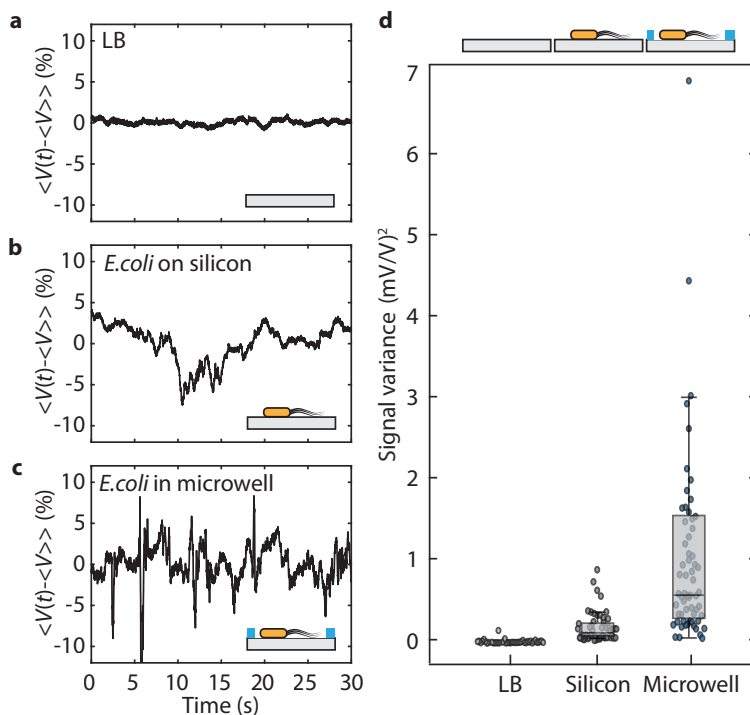 a
LB
<V(t)-<V>> (%)
10
5
0
-5
-10
b
E.coli on silicon
<V(t)-<V>> (%)
10
5
0
-5
-10
c
E.coli in microwell
<V(t)-<V>> (%)
10
5
0
-5
-10
0 5 10 15 20 25 30
Time (s)
d
Signal variance (mV/V)²
7
6
5
4
3
2
1
0
LB Silicon Microwell